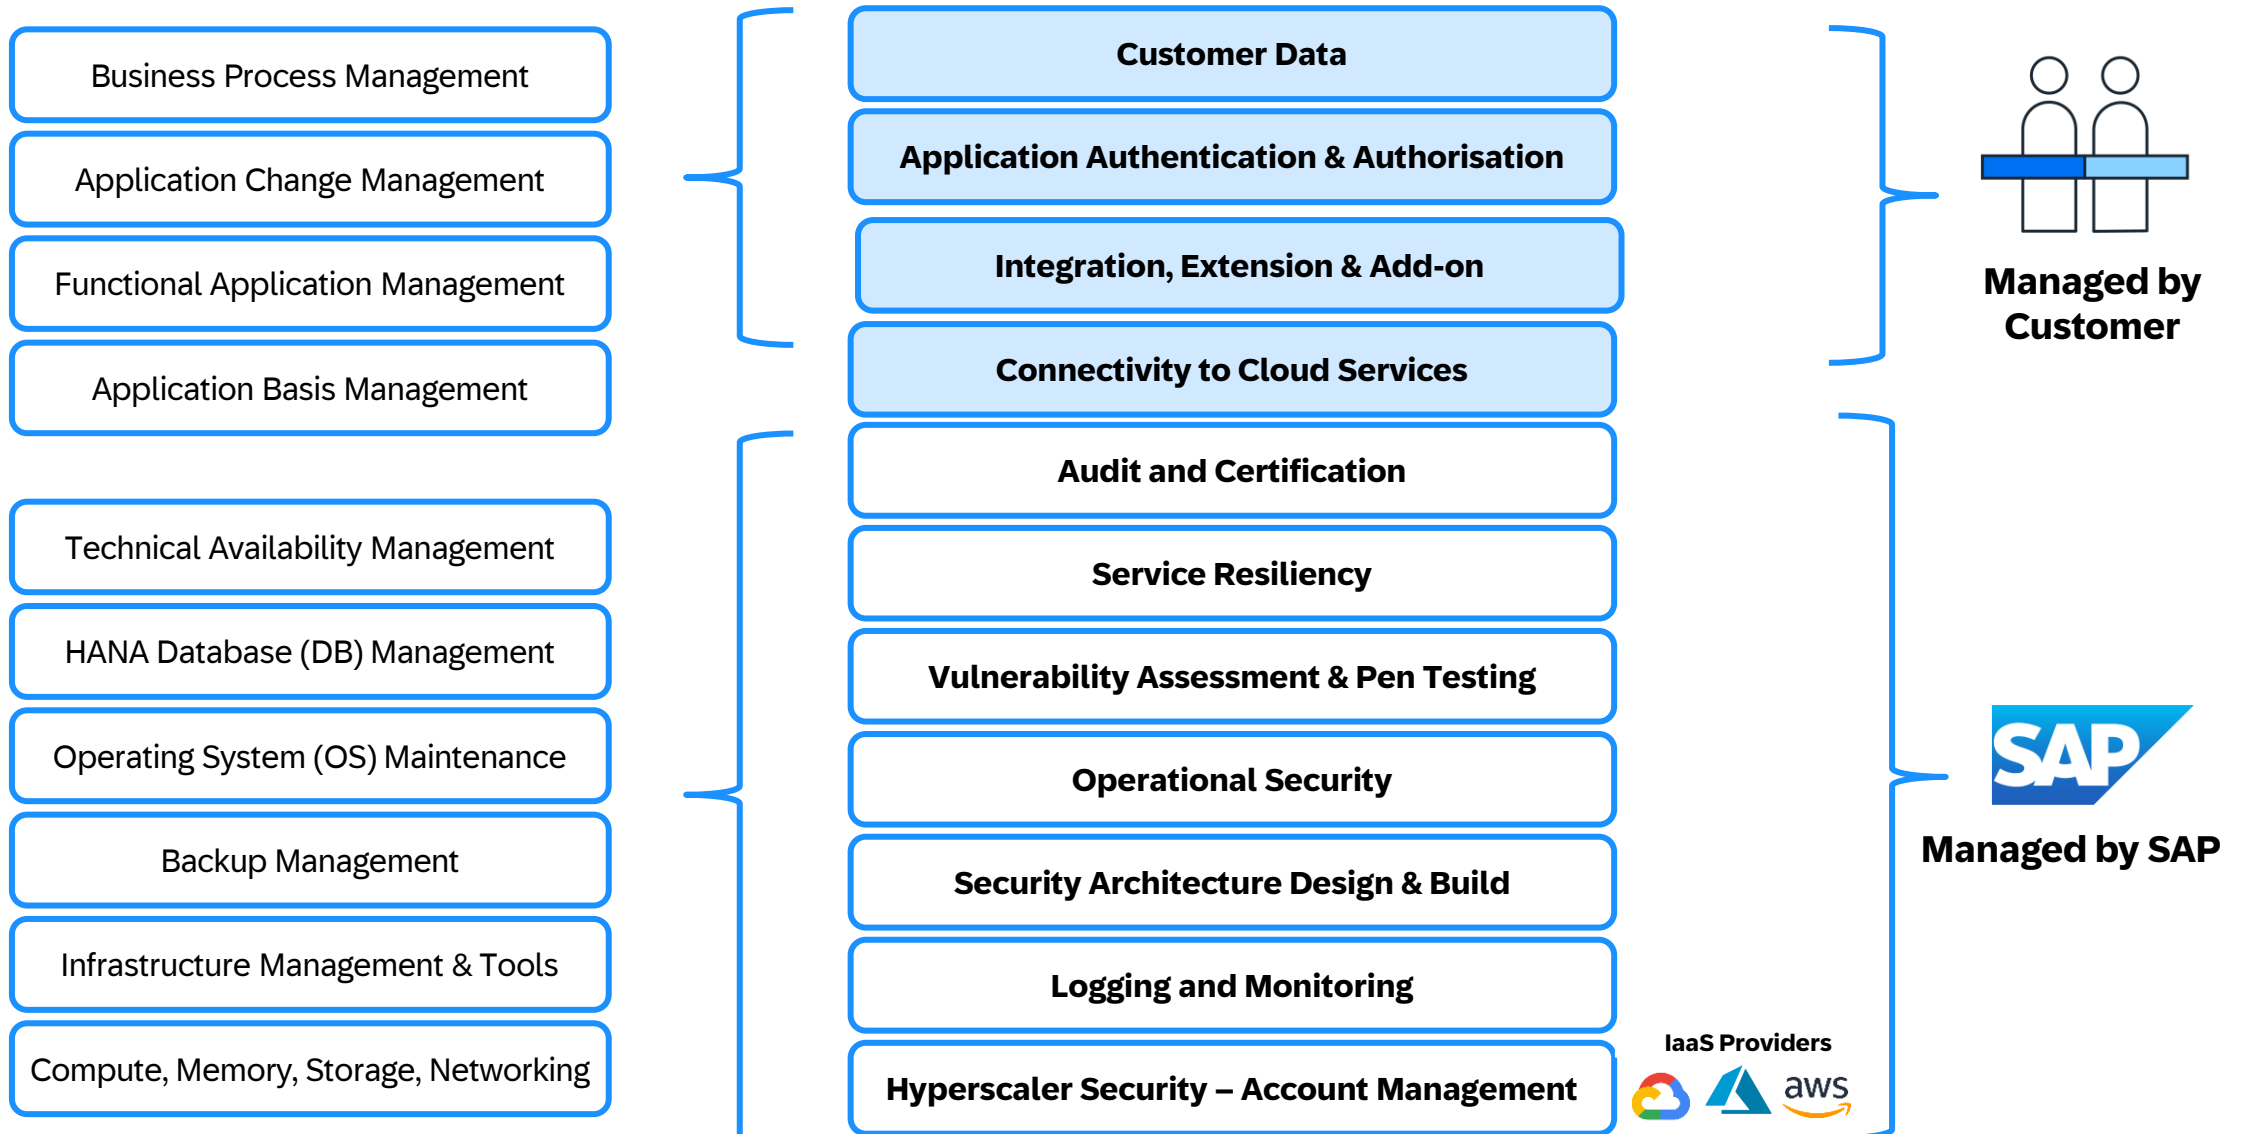 Business Process Management
Application Change Management
Functional Application Management
Application Basis Management
Technical Availability Management
HANA Database (DB) Management
Operating System (OS) Maintenance
Backup Management
Infrastructure Management & Tools
Compute, Memory, Storage, Networking
Customer Data
Application Authentication & Authorisation
Integration, Extension & Add-on
Connectivity to Cloud Services
Audit and Certification
Service Resiliency
Vulnerability Assessment & Pen Testing
Operational Security
Security Architecture Design & Build
Logging and Monitoring
Hyperscaler Security – Account Management
IaaS Providers
aws
Managed by
Customer
SAP
Managed by SAP